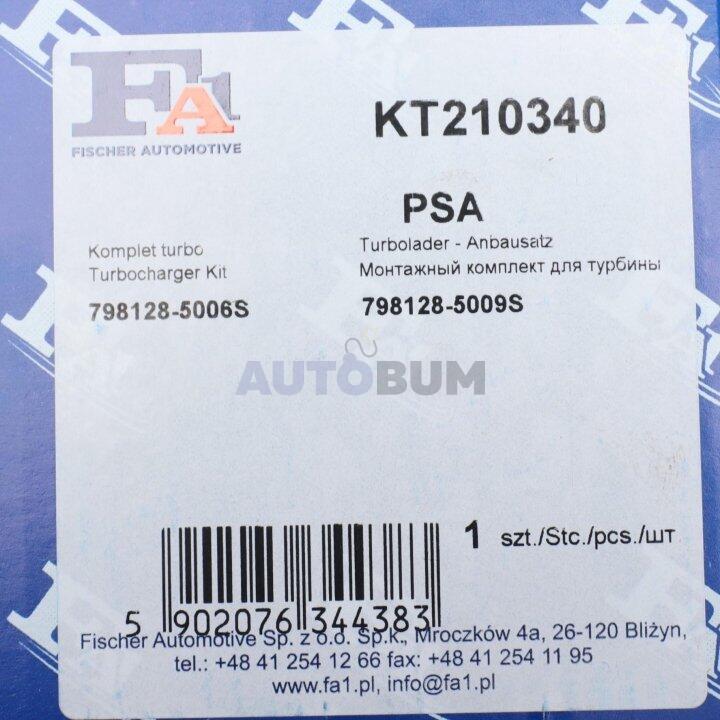 FA1
FISCHER AUTOMOTIVE
KT210340
PSA
Komplet turbo
Turbocharger Kit
798128-5006S
Turbolader - Anbausatz
Монтажный комплект для турбины
798128-5009S
AUTOBUM
1 szt./Stc./pcs./шт
5 902076 344383
Fischer Automotive Sp. z o.o. Sp.k., Mroczków 4a, 26-120 Bliżyn,
tel.: +48 41 254 12 66 fax: +48 41 254 11 95
www.fa1.pl, info@fa1.pl